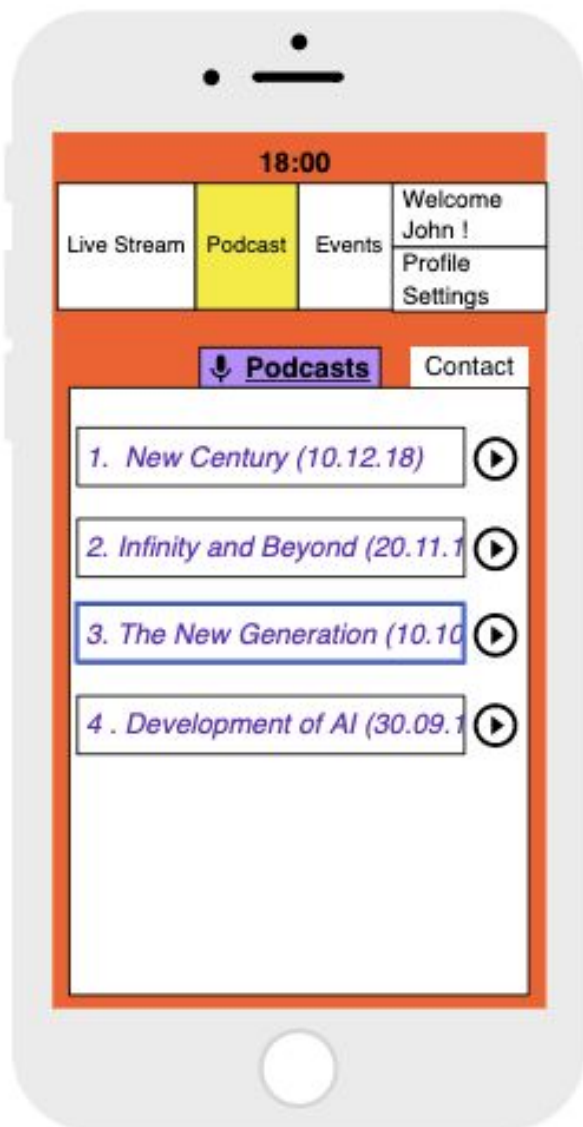 18:00
Live Stream
Podcast
Events
Welcome
John !
Profile
Settings
Podcasts
Contact
1. New Century (10.12.18)
2. Infinity and Beyond (20.11.1
3. The New Generation (10.10
4 . Development of AI (30.09.1